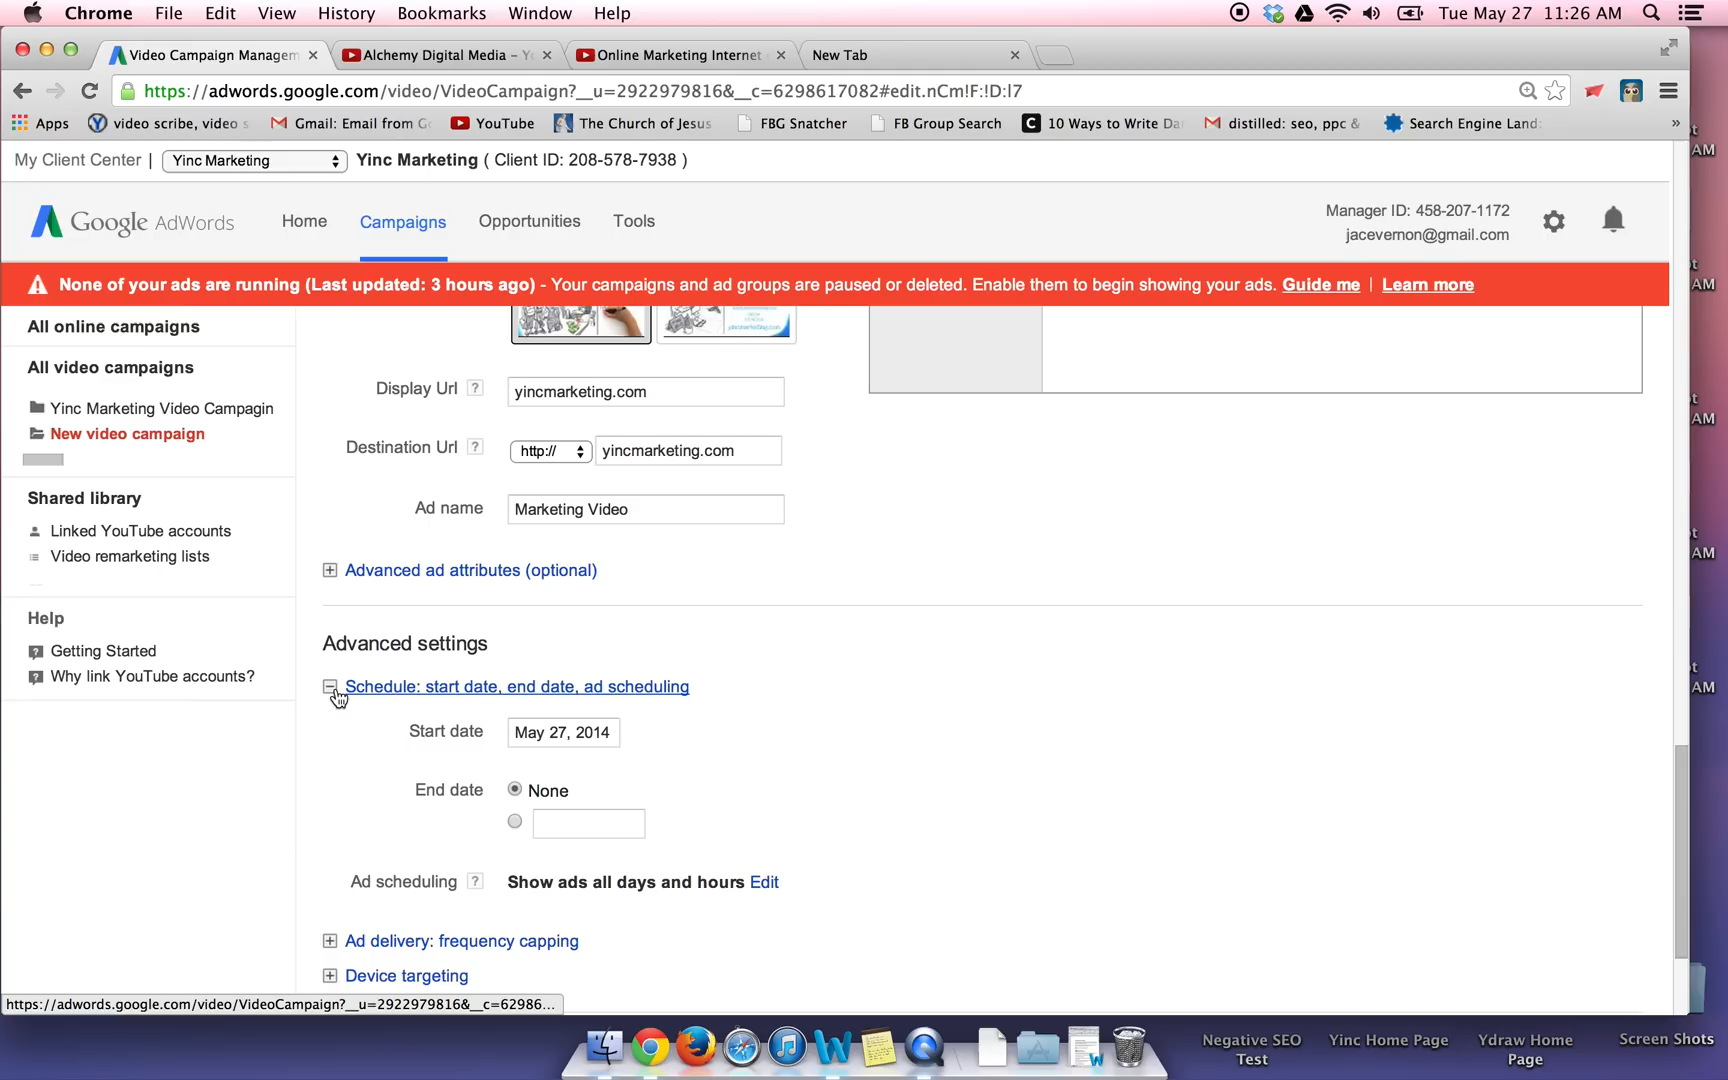 Chrome File Edit View History Bookmarks Window Help Tue May 27 11:26 AM
Video Campaign Managem Alchemy Digital Media – Online Marketing Internet New Tab
https://adwords.google.com/video/VideoCampaign?__u=2922979816&__c=6298617082#edit.nCm!F:!D:l7
Apps video scribe, video s Gmail: Email from G YouTube The Church of Jesus FBG Snatcher FB Group Search 10 Ways to Write Da distilled: seo, ppc & Search Engine Land: »
My Client Center | Yinc Marketing Yinc Marketing ( Client ID: 208-578-7938 )
Google AdWords Home Campaigns Opportunities Tools
Manager ID: 458-207-1172
jacevernon@gmail.com
None of your ads are running (Last updated: 3 hours ago) - Your campaigns and ad groups are paused or deleted. Enable them to begin showing your ads. Guide me | Learn more
All online campaigns
All video campaigns
Yinc Marketing Video Campagin
New video campaign
Shared library
Linked YouTube accounts
Video remarketing lists
Help
Getting Started
Why link YouTube accounts?
yincmarketing.com
Display Url ? yincmarketing.com
Destination Url ? http:// yincmarketing.com
Ad name Marketing Video
Advanced ad attributes (optional)
Advanced settings
Schedule: start date, end date, ad scheduling
Start date May 27, 2014
End date None
Ad scheduling ? Show ads all days and hours Edit
Ad delivery: frequency capping
Device targeting
https://adwords.google.com/video/VideoCampaign?__u=2922979816&__c=62986...
t
AM
t
AM
t
AM
t
AM
t
AM
Negative SEO
Test
Yinc Home Page
Ydraw Home
Page
Screen Shots